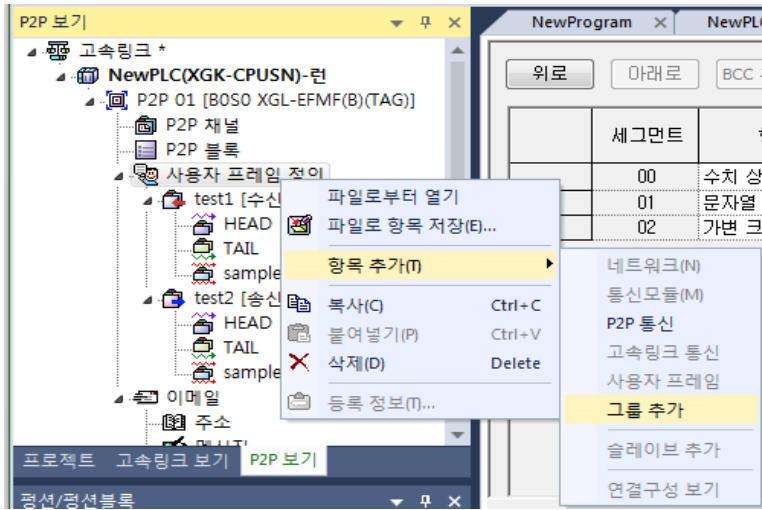 P2P 보기
NewProgram
NewPL
고속링크 *
NewPLC(XGK-CPUSN)-런
P2P 01 [B0S0 XGL-EFMF(B)(TAG)]
P2P 채널
P2P 블록
사용자 프레임 정의
test1 [수신
HEAD
TAIL
sample
test2 [송신
HEAD
TAIL
sample
이메일
주소
프로젝트
고속링크 보기
P2P 보기
펑션/펑션블록
파일로부터 열기
파일로 항목 저장(E)...
항목 추가(T)
복사(C) Ctrl+C
붙여넣기(P) Ctrl+V
삭제(D) Delete
등록 정보(T)...
위로
아래로
BCC
세그먼트
00 수치 상
01 문자열
02 가변 크
네트워크(N)
통신모듈(M)
P2P 통신
고속링크 통신
사용자 프레임
그룹 추가
슬레이브 추가
연결구성 보기